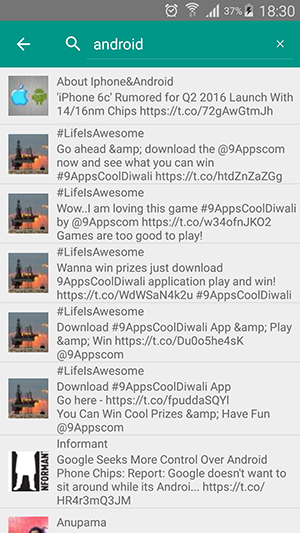 37% 18:30
android
About Iphone&Android
'iPhone 6c' Rumored for Q2 2016 Launch With
14/16nm Chips https://t.co/72gAwGtmJh
#LifeIsAwesome
Go ahead &amp; download the @9Appscom
now and see what you can win
#9AppsCoolDiwali https://t.co/htdZnZaZGg
#LifeIsAwesome
Wow..I am loving this game #9AppsCoolDiwali
by @9Appscom https://t.co/w34ofnJKO2
Games are too good to play!
#LifeIsAwesome
Wanna win prizes just download
9AppsCoolDiwali application play and win!
https://t.co/WdWSaN4k2u #9AppsCoolDiwali
#LifeIsAwesome
Download #9AppsCoolDiwali App &amp; Play
&amp; Win https://t.co/Du0o5he4sK
@9Appscom
#LifeIsAwesome
Download #9AppsCoolDiwali App
Go here - https://t.co/fpuddaSQYl
You Can Win Cool Prizes &amp; Have Fun
@9Appscom
Informant
Google Seeks More Control Over Android
Phone Chips: Report: Google doesn't want to
sit around while its Androi... https://t.co/
HR4r3mQ3JM
NFORMANT
Anupama